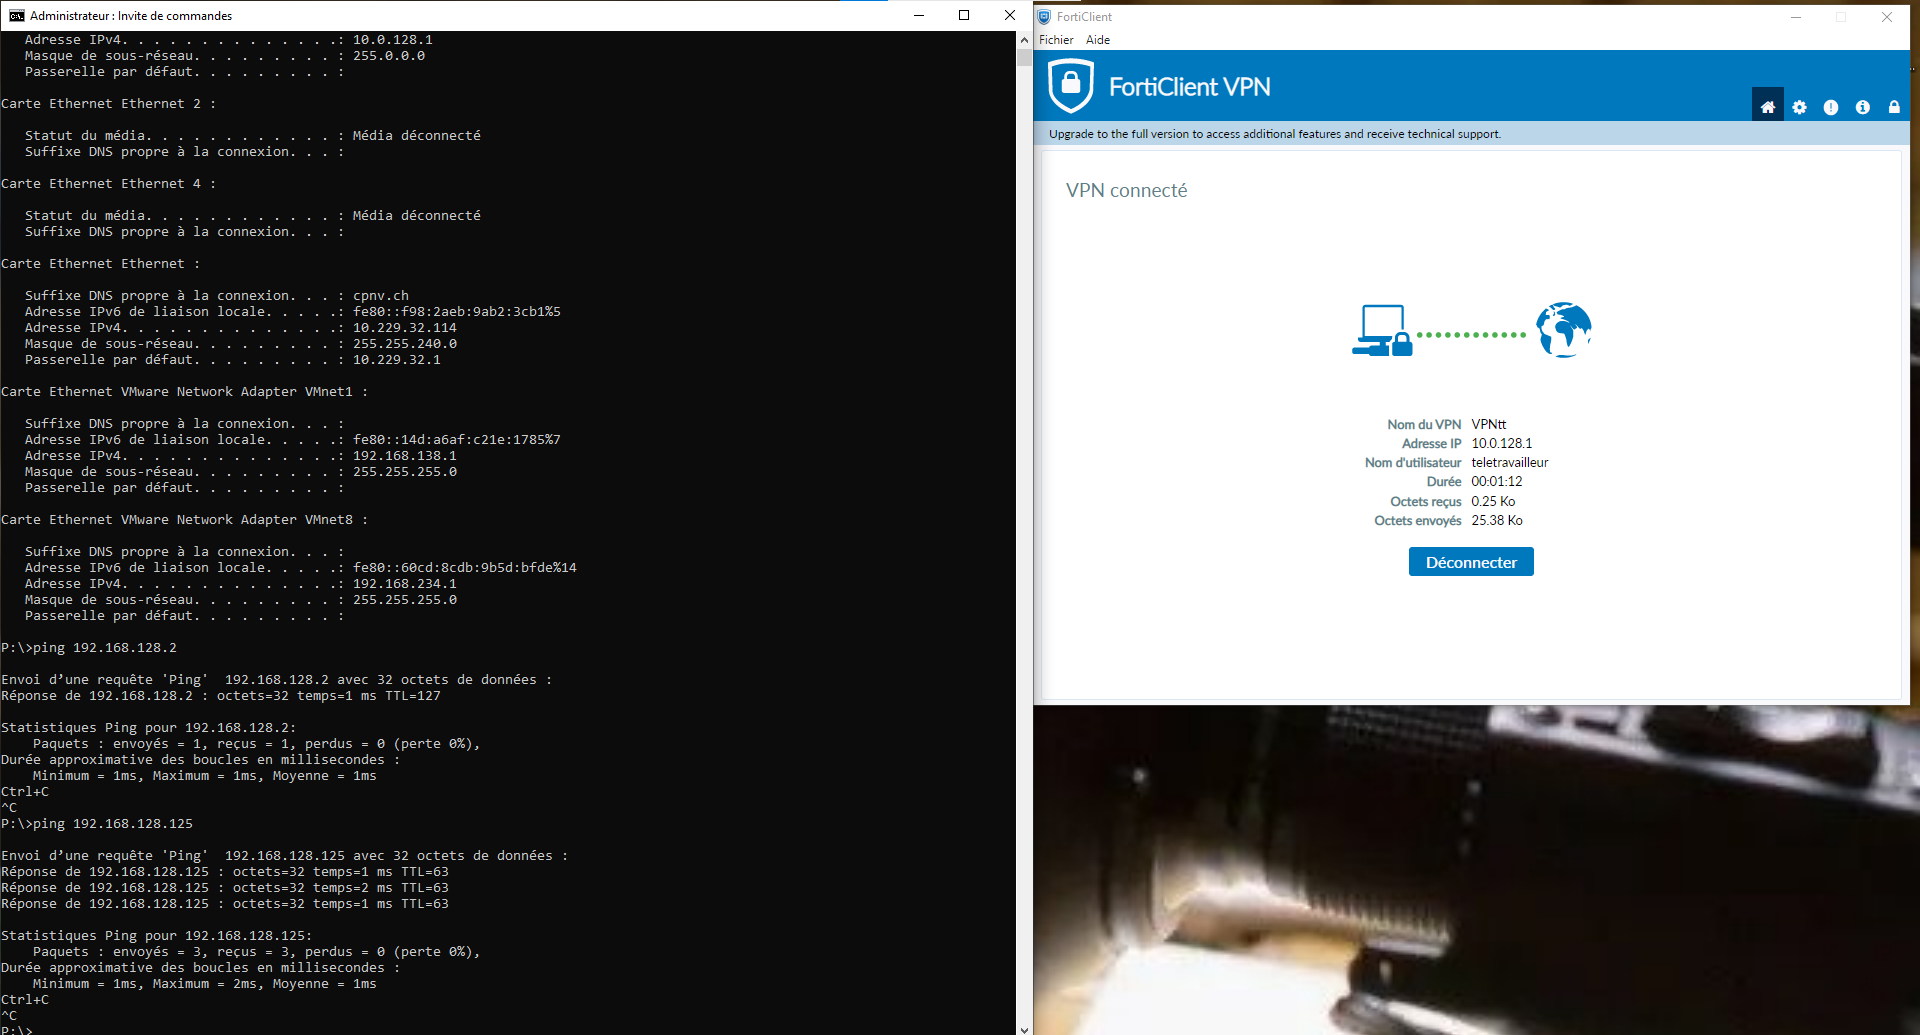 Administrateur : Invite de commandes
   Adresse IPv4. . . . . . . . . . . . . .: 10.0.128.1
   Masque de sous-réseau. . . . . . . . . : 255.0.0.0
   Passerelle par défaut. . . . . . . . . :
Carte Ethernet Ethernet 2 :
   Statut du média. . . . . . . . . . . . : Média déconnecté
   Suffixe DNS propre à la connexion. . . :
Carte Ethernet Ethernet 4 :
   Statut du média. . . . . . . . . . . . : Média déconnecté
   Suffixe DNS propre à la connexion. . . :
Carte Ethernet Ethernet :
   Suffixe DNS propre à la connexion. . . : cpnv.ch
   Adresse IPv6 de liaison locale. . . . .: fe80::f98:2aeb:9ab2:3cb1%5
   Adresse IPv4. . . . . . . . . . . . . .: 10.229.32.114
   Masque de sous-réseau. . . . . . . . . : 255.255.240.0
   Passerelle par défaut. . . . . . . . . : 10.229.32.1
Carte Ethernet VMware Network Adapter VMnet1 :
   Suffixe DNS propre à la connexion. . . :
   Adresse IPv6 de liaison locale. . . . .: fe80::14d:a6af:c21e:1785%7
   Adresse IPv4. . . . . . . . . . . . . .: 192.168.138.1
   Masque de sous-réseau. . . . . . . . . : 255.255.255.0
   Passerelle par défaut. . . . . . . . . :
Carte Ethernet VMware Network Adapter VMnet8 :
   Suffixe DNS propre à la connexion. . . :
   Adresse IPv6 de liaison locale. . . . .: fe80::60cd:8cdb:9b5d:bfde%14
   Adresse IPv4. . . . . . . . . . . . . .: 192.168.234.1
   Masque de sous-réseau. . . . . . . . . : 255.255.255.0
   Passerelle par défaut. . . . . . . . . :
P:\>ping 192.168.128.2
Envoi d’une requête 'Ping'  192.168.128.2 avec 32 octets de données :
Réponse de 192.168.128.2 : octets=32 temps=1 ms TTL=127
Statistiques Ping pour 192.168.128.2:
    Paquets : envoyés = 1, reçus = 1, perdus = 0 (perte 0%),
Durée approximative des boucles en millisecondes :
    Minimum = 1ms, Maximum = 1ms, Moyenne = 1ms
Ctrl+C
^C
P:\>ping 192.168.128.125
Envoi d’une requête 'Ping'  192.168.128.125 avec 32 octets de données :
Réponse de 192.168.128.125 : octets=32 temps=1 ms TTL=63
Réponse de 192.168.128.125 : octets=32 temps=2 ms TTL=63
Réponse de 192.168.128.125 : octets=32 temps=1 ms TTL=63
Statistiques Ping pour 192.168.128.125:
    Paquets : envoyés = 3, reçus = 3, perdus = 0 (perte 0%),
Durée approximative des boucles en millisecondes :
    Minimum = 1ms, Maximum = 2ms, Moyenne = 1ms
Ctrl+C
^C
P:\>
FortiClient
Fichier Aide
FortiClient VPN
Upgrade to the full version to access additional features and receive technical support.
VPN connecté
Nom du VPN VPNtt
Adresse IP 10.0.128.1
Nom d'utilisateur teletravailleur
Durée 00:01:12
Octets reçus 0.25 Ko
Octets envoyés 25.38 Ko
Déconnecter